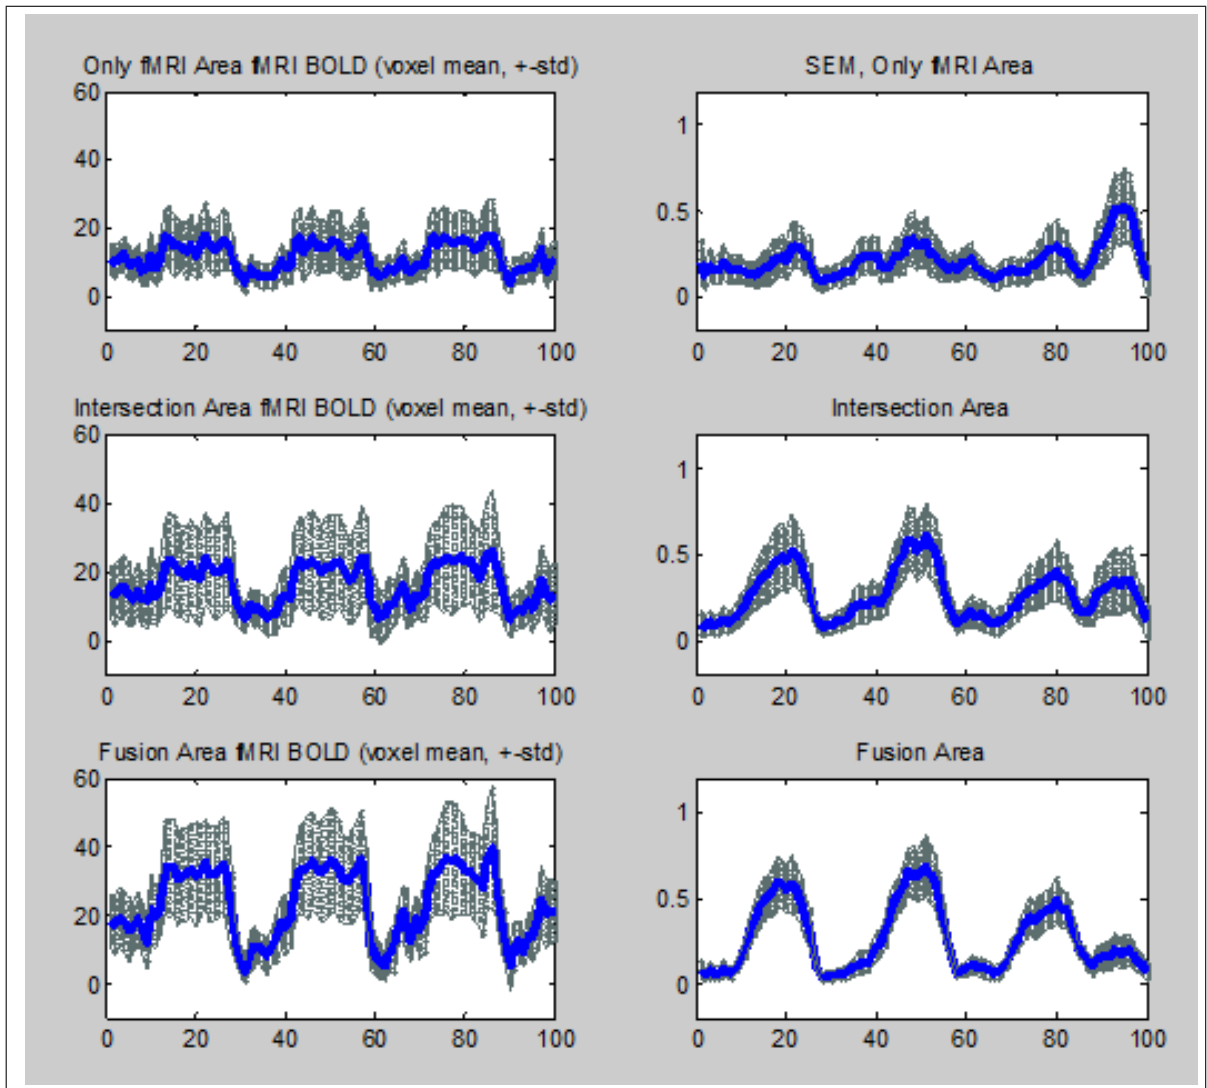 Only fMRI Area fMRI BOLD (voxel mean, +-std)
60
40
20
0
0 20 40 60 80 100
SEM, Only fMRI Area
1
0.5
0
0 20 40 60 80 100
Intersection Area fMRI BOLD (voxel mean, +-std)
60
40
20
0
0 20 40 60 80 100
Intersection Area
1
0.5
0
0 20 40 60 80 100
Fusion Area fMRI BOLD (voxel mean, +-std)
60
40
20
0
0 20 40 60 80 100
Fusion Area
1
0.5
0
0 20 40 60 80 100